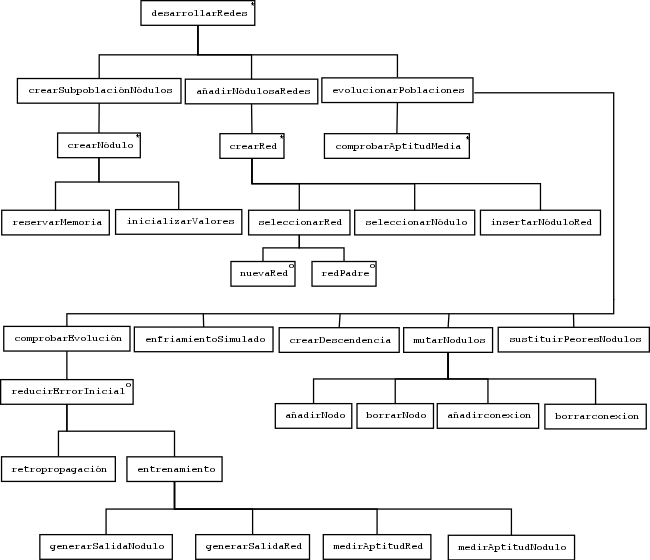 desarrollarRedes *
crearSubpoblaciónNódulos
añadirNódulosaRedes
evolucionarPoblaciones
crearNódulo *
crearRed *
comprobarAptitudMedia *
reservarMemoria
inicializarValores
seleccionarRed
seleccionarNódulo
insertarNóduloRed
nuevaRed o
redPadre o
comprobarEvolución
enfriamientoSimulado
crearDescendencia
mutarNodulos
sustituirPeoresNodulos
reducirErrorInicial o
añadirNodo
borrarNodo
añadirconexion
borrarconexion
retropropagación
entrenamiento
generarSalidaNodulo
generarSalidaRed
medirAptitudRed
medirAptitudNodulo